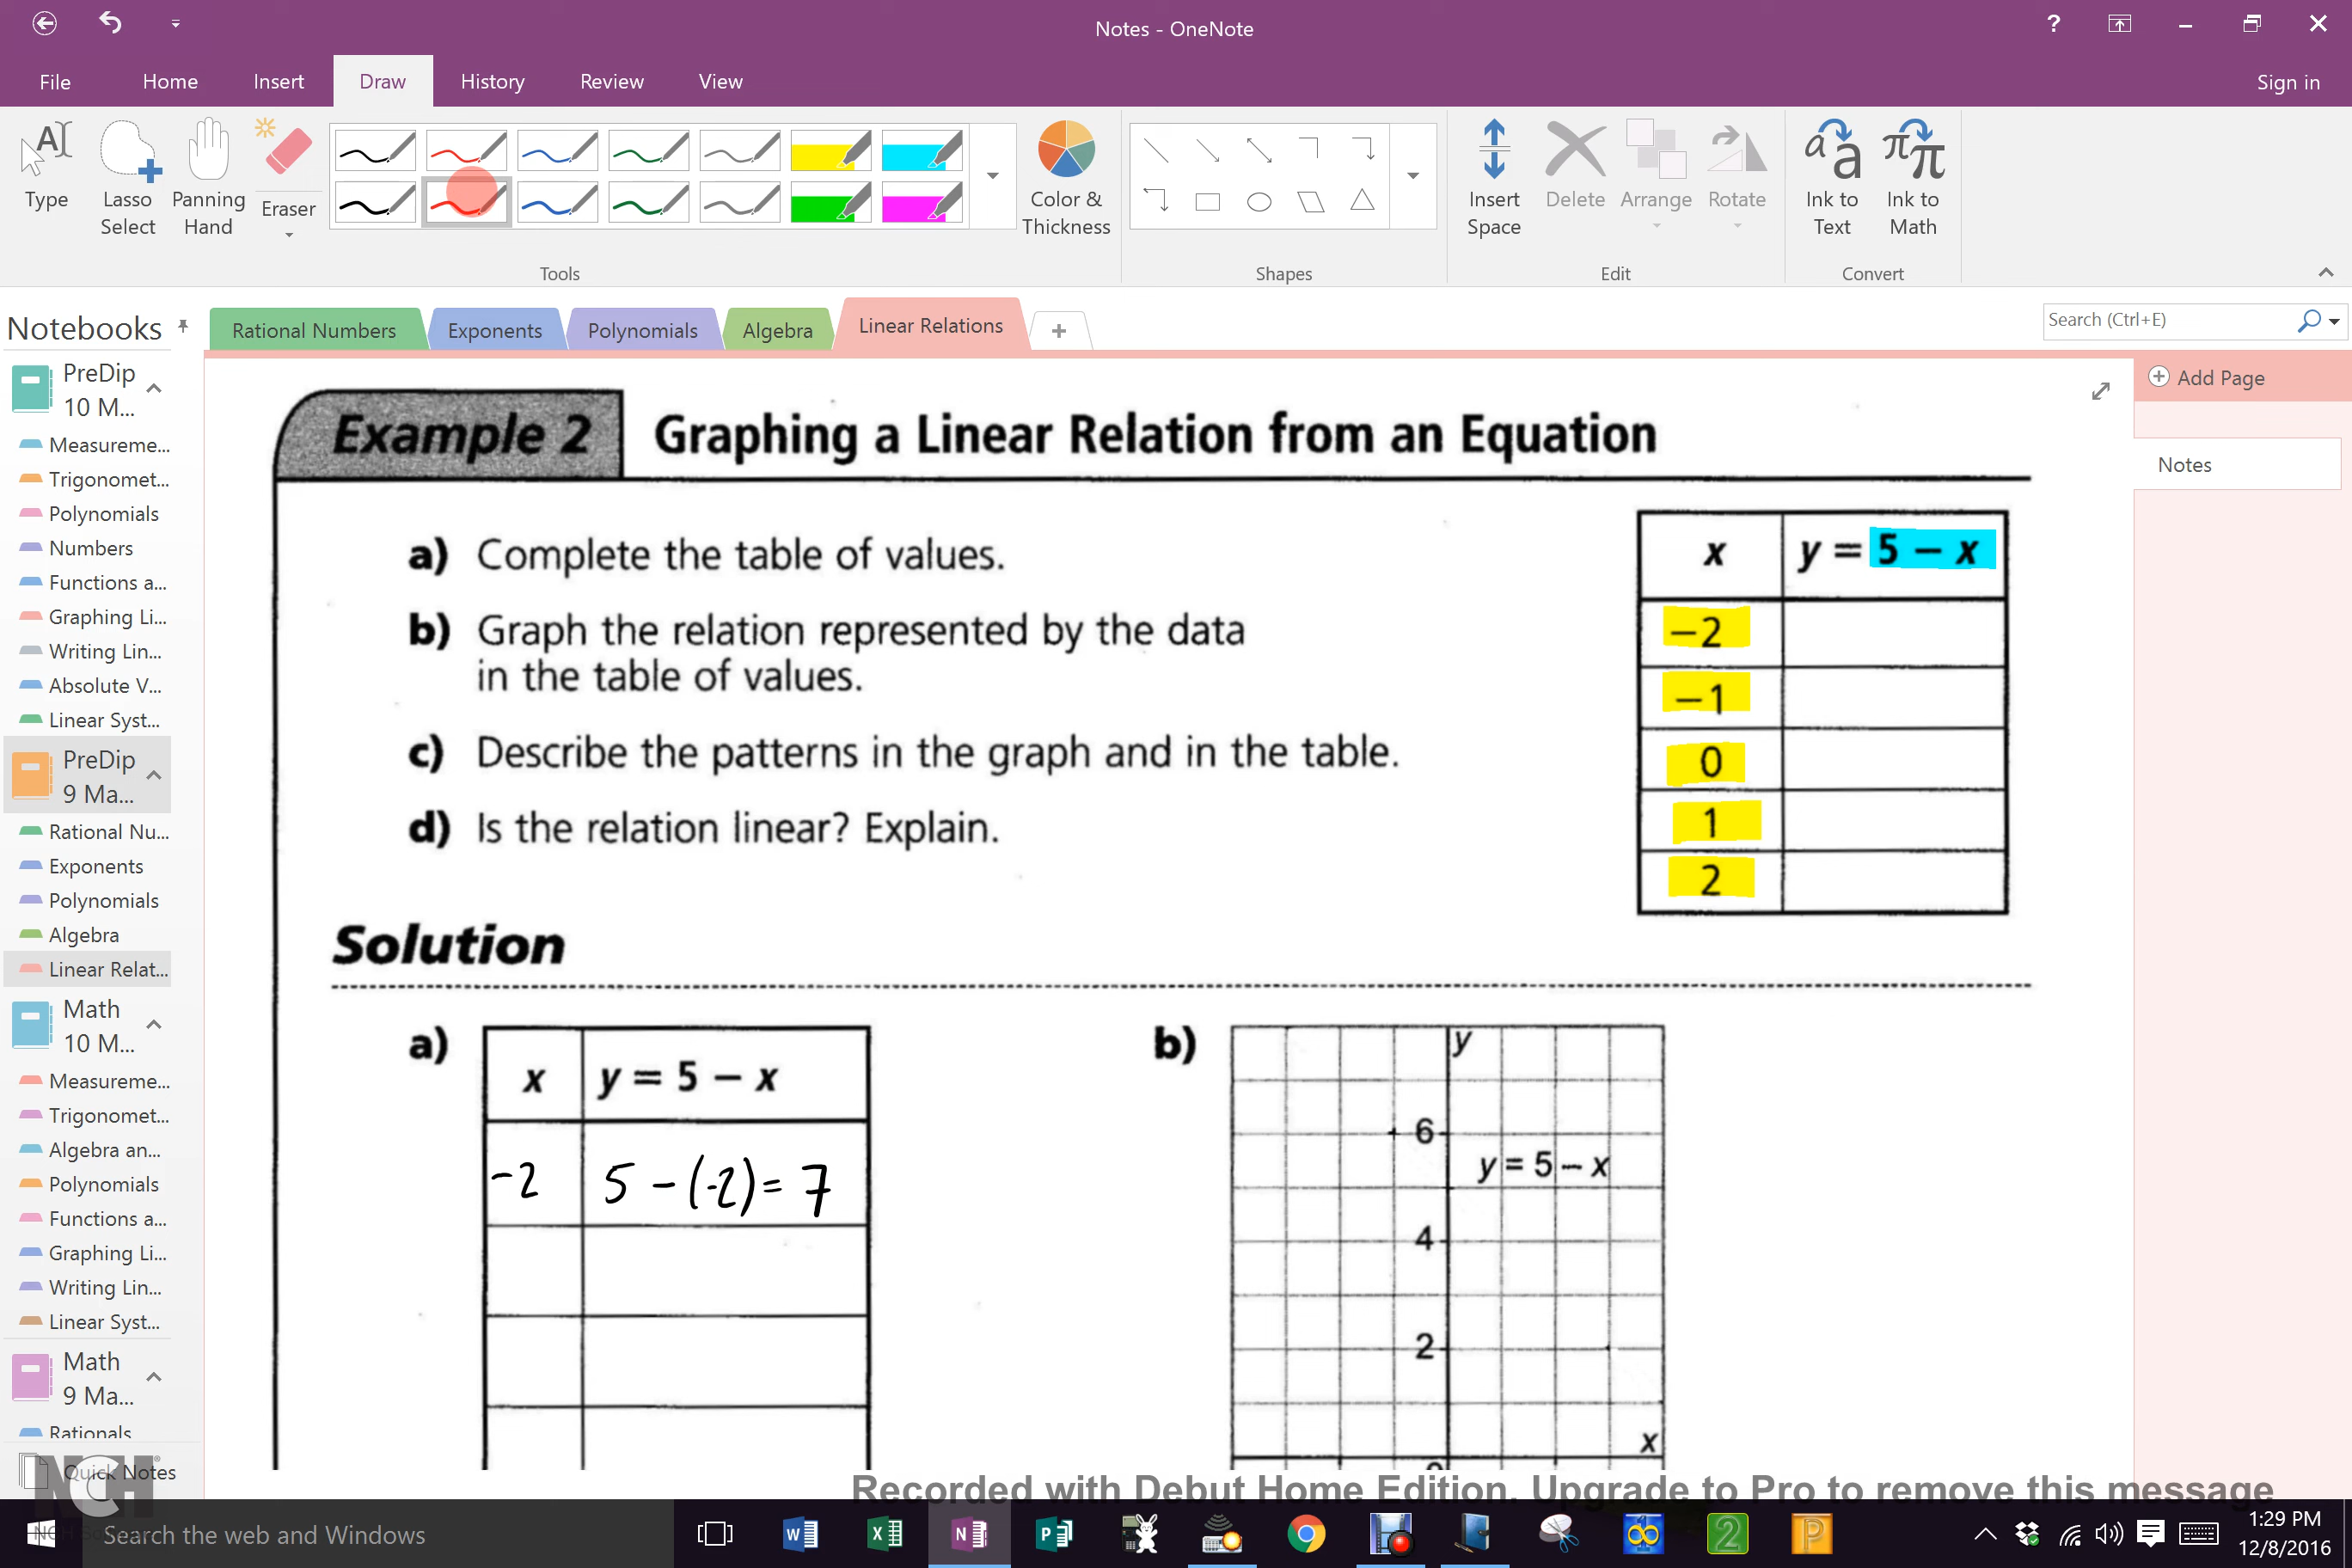 Notes - OneNote
?
File Home Insert Draw History Review View Sign in
Type
Lasso Select
Panning Hand
Eraser
Color & Thickness
Insert Space
Delete
Arrange
Rotate
Ink to Text
Ink to Math
Tools Shapes Edit Convert
Notebooks
Rational Numbers Exponents Polynomials Algebra Linear Relations +
Search (Ctrl+E)
PreDip 10 M...
Measureme...
Trigonomet...
Polynomials
Numbers
Functions a...
Graphing Li...
Writing Lin...
Absolute V...
Linear Syst...
PreDip 9 Ma...
Rational Nu...
Exponents
Polynomials
Algebra
Linear Relat...
Math 10 M...
Measureme...
Trigonomet...
Algebra an...
Polynomials
Functions a...
Graphing Li...
Writing Lin...
Linear Syst...
Math 9 Ma...
Rationals
Quick Notes
Add Page
Notes
Example 2 Graphing a Linear Relation from an Equation
a) Complete the table of values.
b) Graph the relation represented by the data
in the table of values.
c) Describe the patterns in the graph and in the table.
d) Is the relation linear? Explain.
x y = 5 − x
−2
−1
0
1
2
Solution
a)
x y = 5 − x
-2 5 - (-2) = 7
b)
y
6
y = 5 − x
4
2
x
0
NCH
Recorded with Debut Home Edition. Upgrade to Pro to remove this message
Search the web and Windows
1:29 PM
12/8/2016